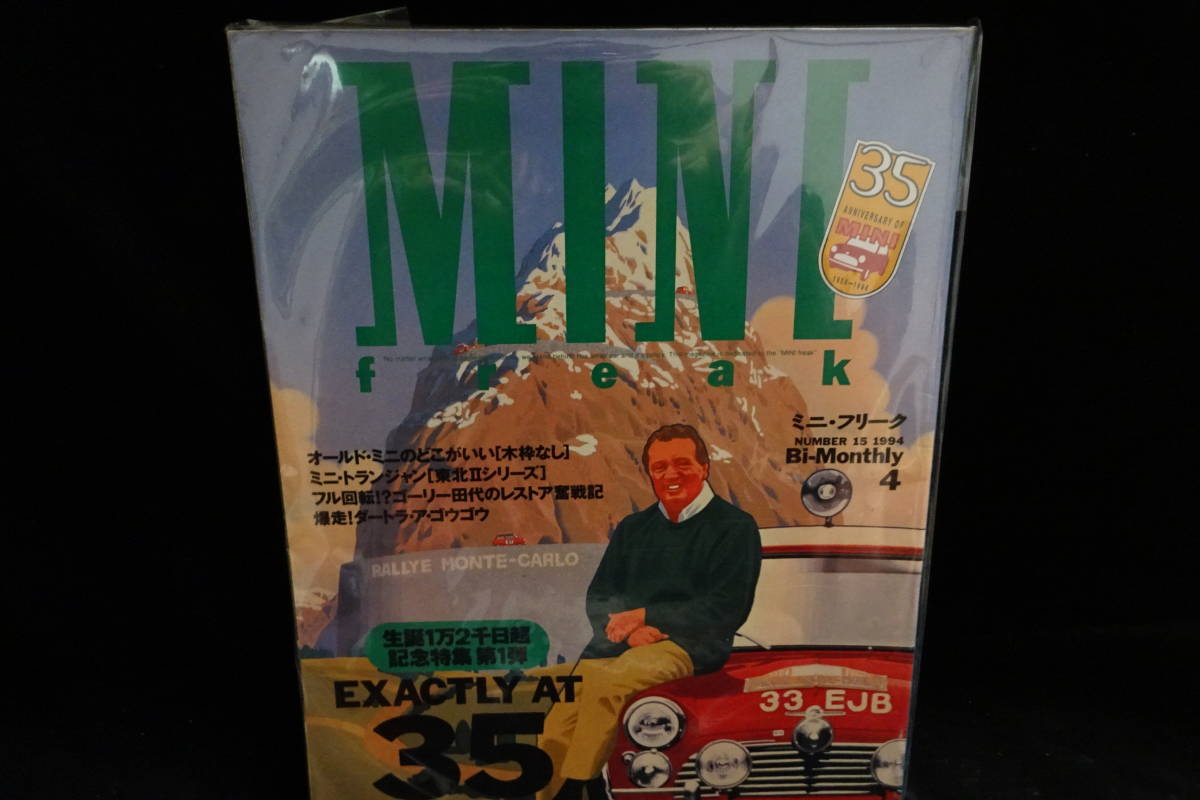 MINI
35
ANNIVERSARY OF
MINI
1959-1994
freak
ミニ・フリーク
NUMBER 15 1994
Bi-Monthly
4
オールド・ミニのどこがいい[木枠なし]
ミニ・トランジャン[東北IIシリーズ]
フル回転!?ゴーリー田代のレストア奮戦記
爆走!ダートラ・ア・ゴウゴウ
RALLYE MONTE-CARLO
生誕1万2千日超
記念特集 第1弾
EXACTLY AT
35
33 EJB